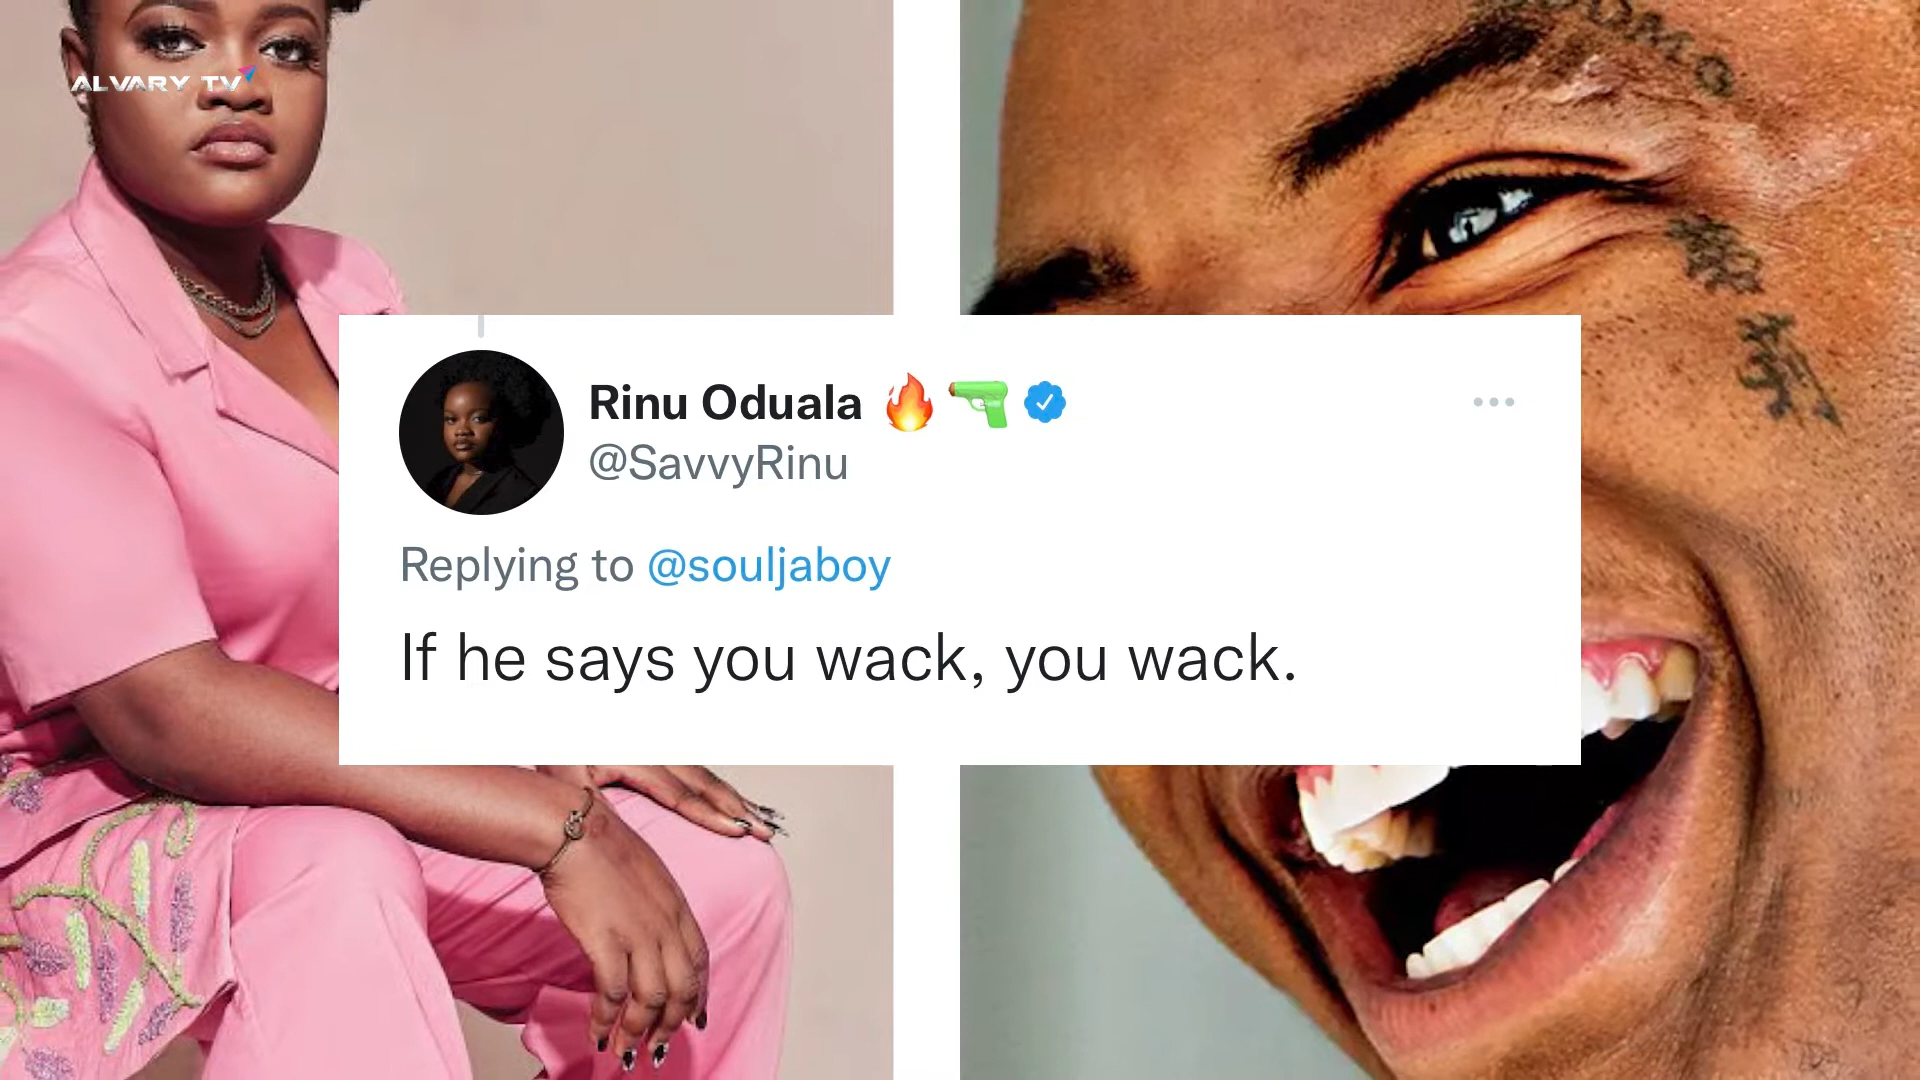 ALVARY TV
Rinu Oduala 🔥🔫
@SavvyRinu
Replying to @souljaboy
If he says you wack, you wack.